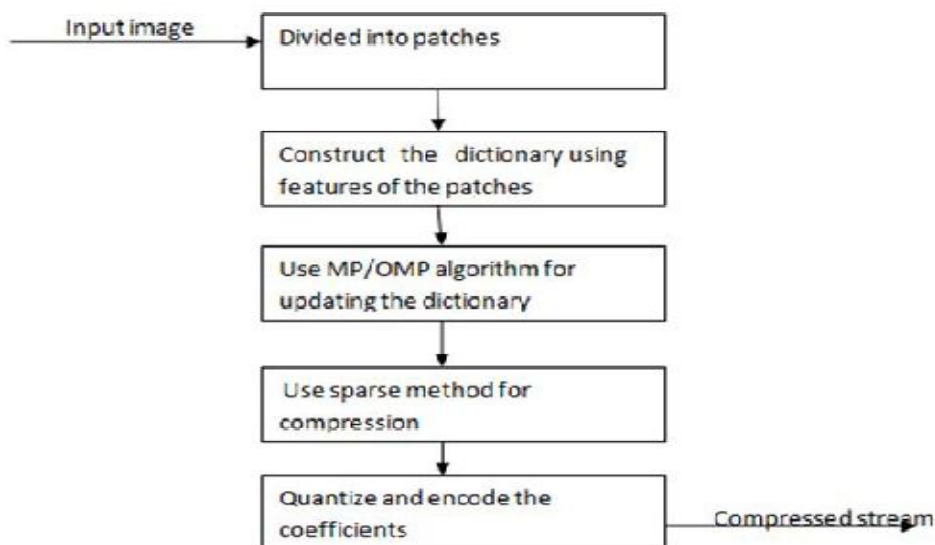 Input image
Divided into patches
Construct the dictionary using
features of the patches
Use MP/OMP algorithm for
updating the dictionary
Use sparse method for
compression
Quantize and encode the
coefficients
Compressed stream